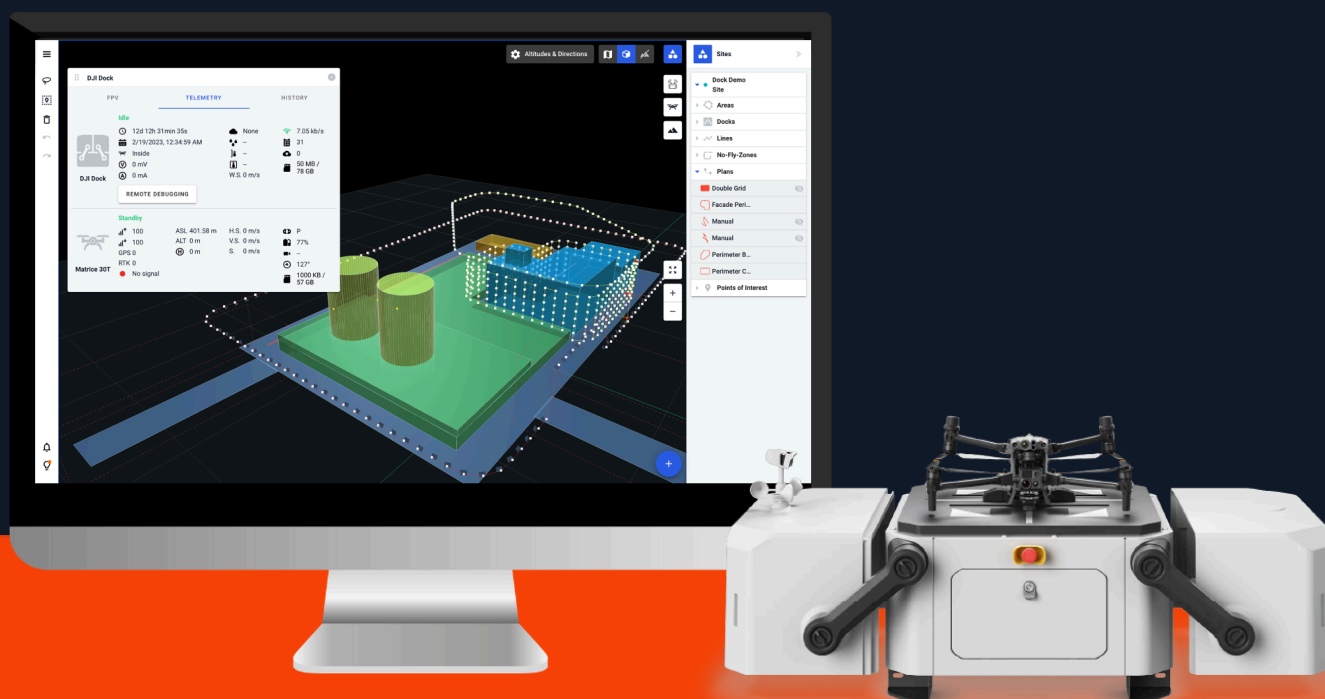 Altitudes & Directions
Sites
DJI Dock
FPV
TELEMETRY
HISTORY
Idle
12d 12h 31min 35s
None
7.05 kb/s
2/19/2023, 12:34:59 AM
–
31
Inside
–
0
V 0 mV
–
50 MB /
78 GB
A 0 mA
W.S. 0 m/s
DJI Dock
REMOTE DEBUGGING
Standby
100
ASL 401.58 m
H.S. 0 m/s
P
100
ALT 0 m
V.S. 0 m/s
77%
GPS 0
H 0 m
S. 0 m/s
–
RTK 0
127°
Matrice 30T
No signal
1000 KB /
57 GB
Dock Demo
Site
Areas
Docks
Lines
No-Fly-Zones
Plans
Double Grid
Facade Peri...
Manual
Manual
Perimeter B...
Perimeter C...
Points of Interest